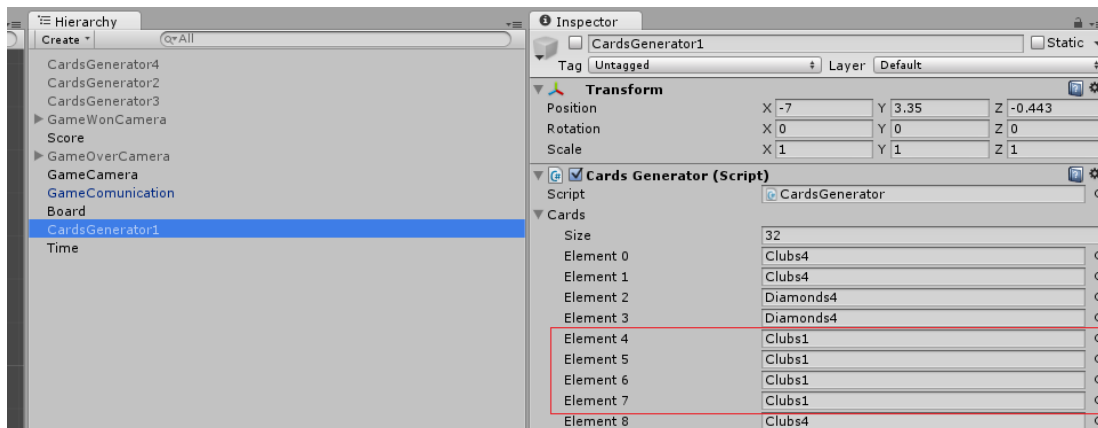 Hierarchy
Create
Q▾All
CardsGenerator4
CardsGenerator2
CardsGenerator3
GameWonCamera
Score
GameOverCamera
GameCamera
GameComunication
Board
CardsGenerator1
Time
Inspector
CardsGenerator1 Static
Tag Untagged Layer Default
Transform
Position X -7 Y 3.35 Z -0.443
Rotation X 0 Y 0 Z 0
Scale X 1 Y 1 Z 1
Cards Generator (Script)
Script CardsGenerator
Cards
Size 32
Element 0 Clubs4
Element 1 Clubs4
Element 2 Diamonds4
Element 3 Diamonds4
Element 4 Clubs1
Element 5 Clubs1
Element 6 Clubs1
Element 7 Clubs1
Element 8 Clubs4